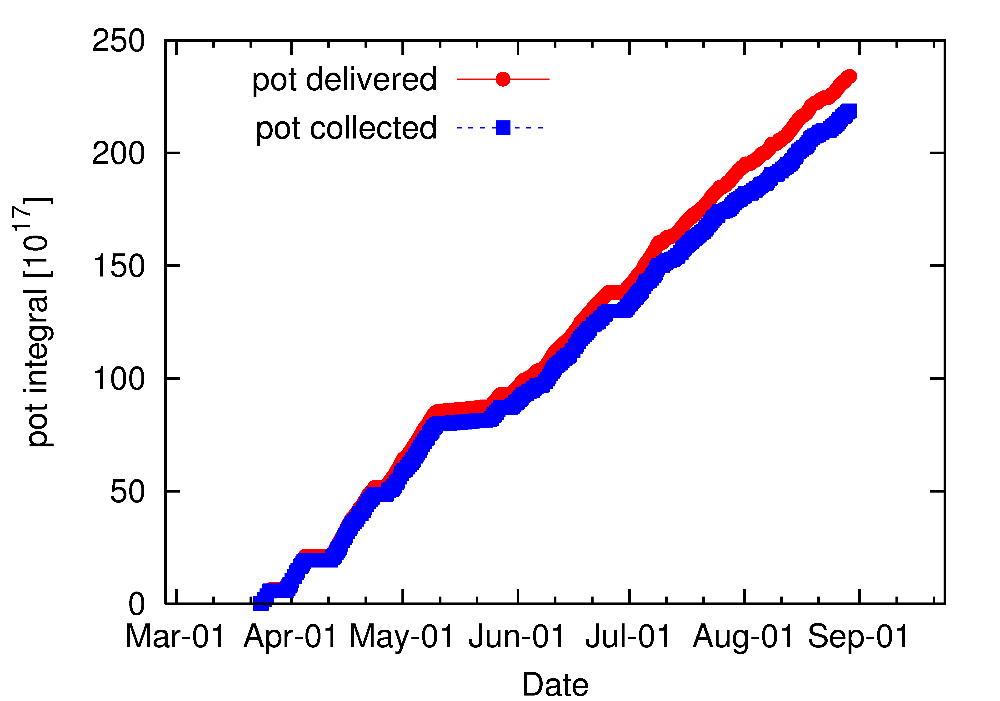 250
200
150
100
50
0
pot integral [10^17]
pot delivered
pot collected
Mar-01 Apr-01 May-01 Jun-01 Jul-01 Aug-01 Sep-01
Date